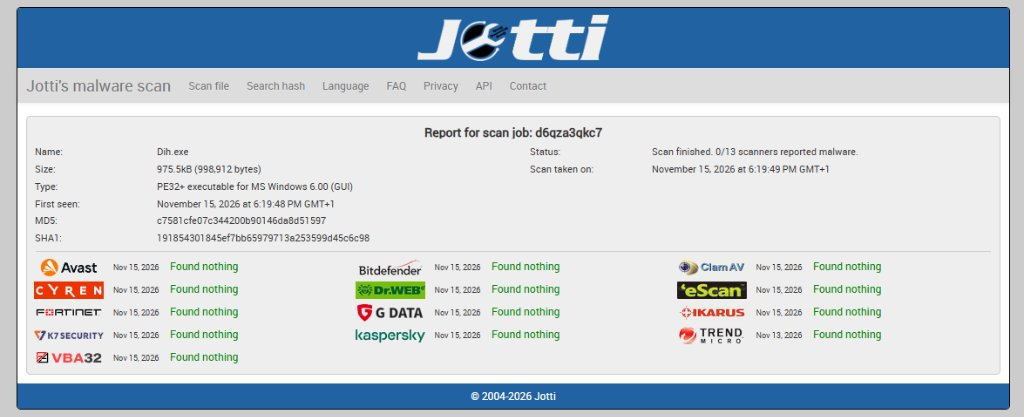 Jotti
Jotti's malware scan Scan file Search hash Language FAQ Privacy API Contact
Report for scan job: d6qza3qkc7
Name: Dih.exe Status: Scan finished. 0/13 scanners reported malware.
Size: 975.5kB (998,912 bytes) Scan taken on: November 15, 2026 at 6:19:49 PM GMT+1
Type: PE32+ executable for MS Windows 6.00 (GUI)
First seen: November 15, 2026 at 6:19:48 PM GMT+1
MD5: c7581cfe07c344200b90146da8d51597
SHA1: 191854301845ef7bb65979713a253599d45c6c98
Avast Nov 15, 2026 Found nothing Bitdefender Nov 15, 2026 Found nothing ClamAV Nov 15, 2026 Found nothing
CYREN Nov 15, 2026 Found nothing Dr.WEB Nov 15, 2026 Found nothing eScan Nov 15, 2026 Found nothing
FORTINET Nov 15, 2026 Found nothing G DATA Nov 15, 2026 Found nothing IKARUS Nov 15, 2026 Found nothing
K7 SECURITY Nov 15, 2026 Found nothing kaspersky Nov 15, 2026 Found nothing TREND MICRO Nov 13, 2026 Found nothing
VBA32 Nov 15, 2026 Found nothing
© 2004-2026 Jotti